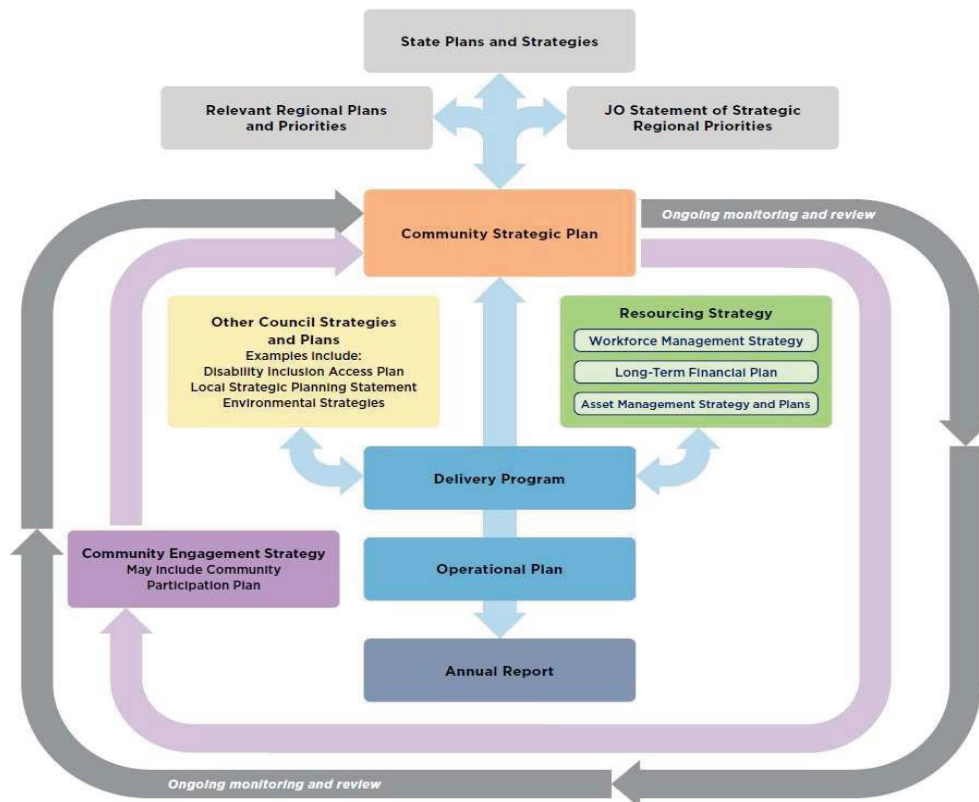 State Plans and Strategies
Relevant Regional Plans
and Priorities
JO Statement of Strategic
Regional Priorities
Community Strategic Plan
Ongoing monitoring and review
Other Council Strategies
and Plans
Examples include:
Disability Inclusion Access Plan
Local Strategic Planning Statement
Environmental Strategies
Resourcing Strategy
Workforce Management Strategy
Long-Term Financial Plan
Asset Management Strategy and Plans
Delivery Program
Community Engagement Strategy
May include Community
Participation Plan
Operational Plan
Annual Report
Ongoing monitoring and review